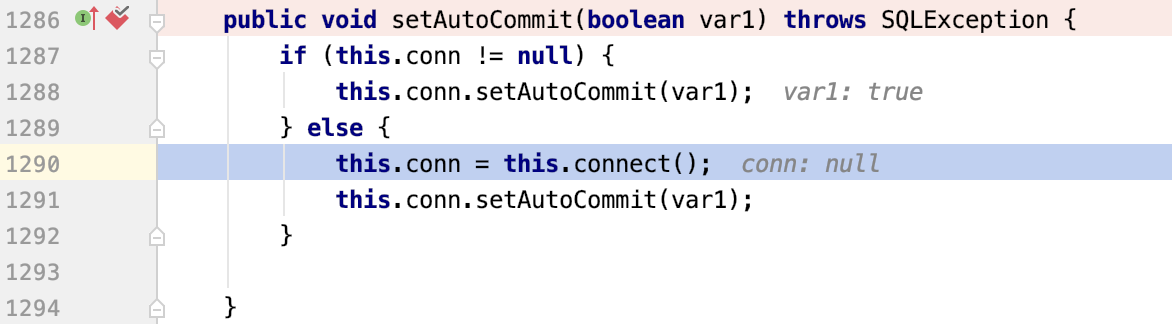 1286 public void setAutoCommit(boolean var1) throws SQLException {
1287 if (this.conn != null) {
1288 this.conn.setAutoCommit(var1); var1: true
1289 } else {
1290 this.conn = this.connect(); conn: null
1291 this.conn.setAutoCommit(var1);
1292 }
1293
1294 }